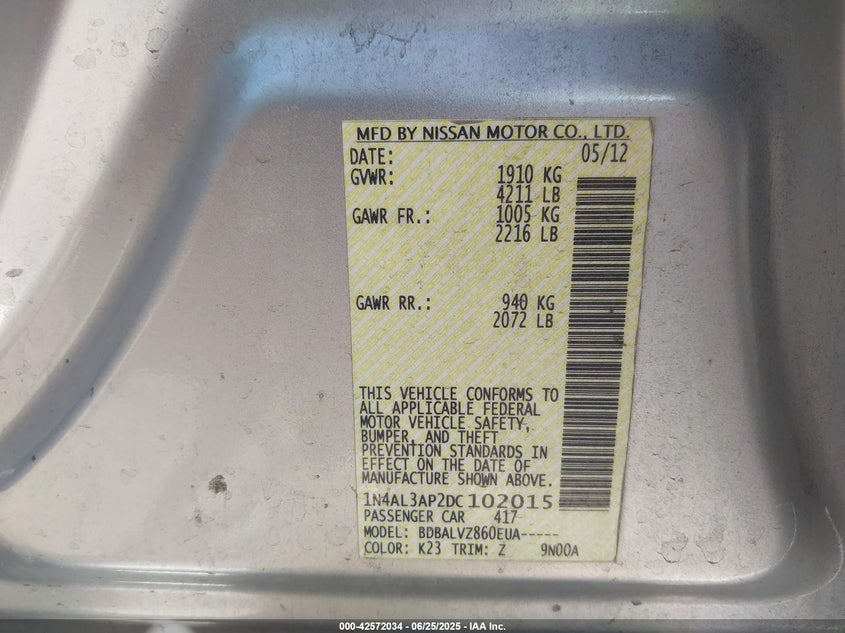 MFD BY NISSAN MOTOR CO., LTD.
DATE: 05/12
GVWR: 1910 KG
4211 LB
GAWR FR.: 1005 KG
2216 LB
GAWR RR.: 940 KG
2072 LB
THIS VEHICLE CONFORMS TO
ALL APPLICABLE FEDERAL
MOTOR VEHICLE SAFETY,
BUMPER, AND THEFT
PREVENTION STANDARDS IN
EFFECT ON THE DATE OF
MANUFACTURE SHOWN ABOVE.
1N4AL3AP2DC102015
PASSENGER CAR 417
MODEL: BDBALVZ860EUA-----
COLOR: K23 TRIM: Z 9N00A
000-42572034 - 06/25/2025 - IAA Inc.